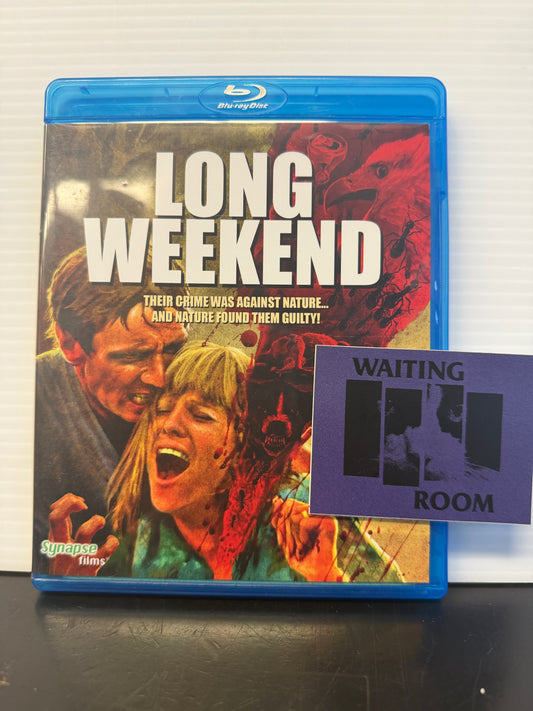 Blu-ray Disc
LONG
WEEKEND
THEIR CRIME WAS AGAINST NATURE...
AND NATURE FOUND THEM GUILTY!
WAITING
ROOM
Synapse
films